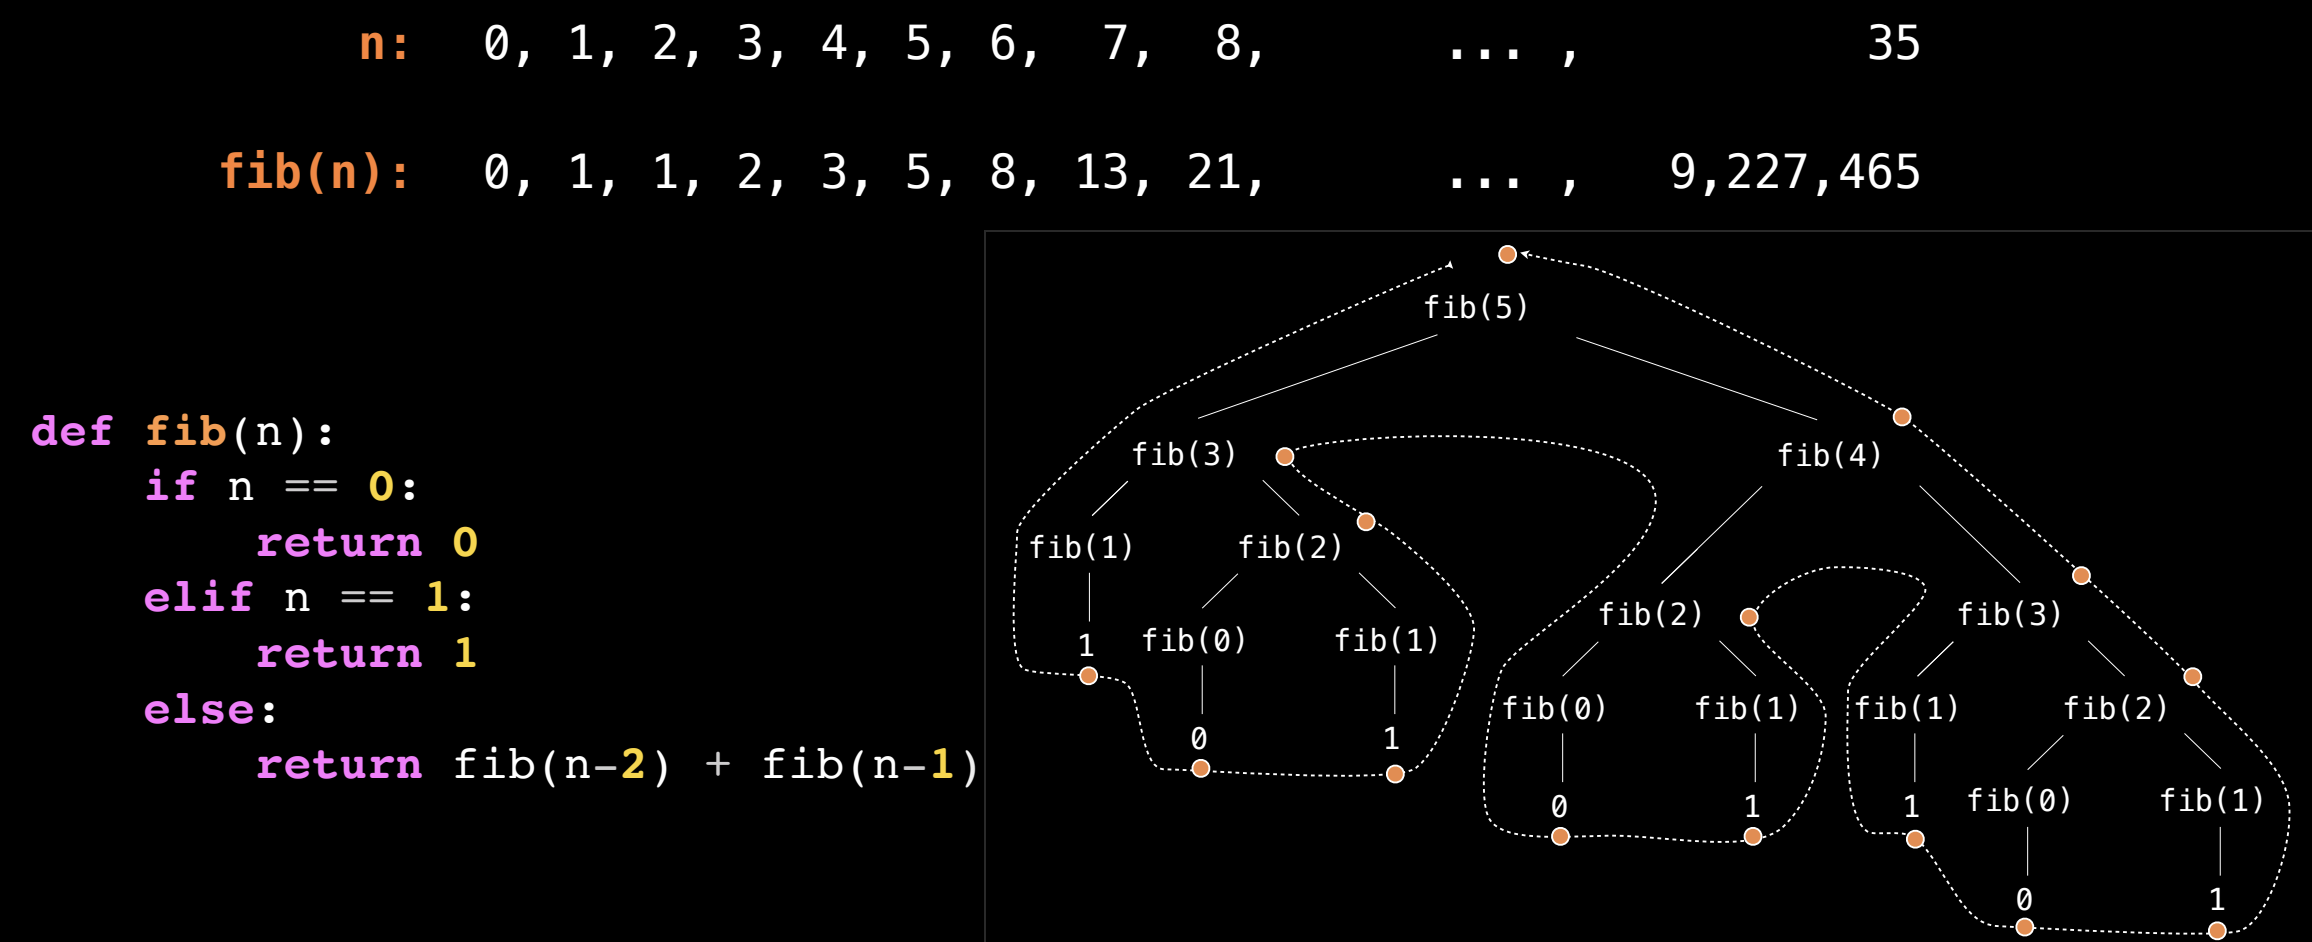 n: 0, 1, 2, 3, 4, 5, 6, 7, 8, ... , 35
fib(n): 0, 1, 1, 2, 3, 5, 8, 13, 21, ... , 9,227,465
def fib(n):
    if n == 0:
        return 0
    elif n == 1:
        return 1
    else:
        return fib(n-2) + fib(n-1)
fib(5)
fib(3) fib(4)
fib(1) fib(2)
fib(2) fib(3)
1 fib(0) fib(1)
fib(0) fib(1) fib(1) fib(2)
0 1
0 1 1 fib(0) fib(1)
0 1